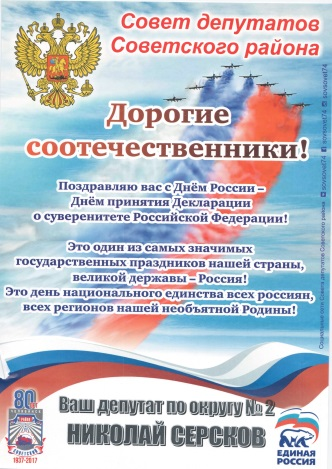 Совет депутатов
Советского района
Дорогие
соотечественники!
Поздравляю вас с Днём России –
Днём принятия Декларации
о суверенитете Российской Федерации!
Это один из самых значимых
государственных праздников нашей страны,
великой державы – Россия!
Это день национального единства всех россиян,
всех регионов нашей необъятной Родины!
80
1937-2017
Ваш депутат по округу № 2
НИКОЛАЙ СЕРСКОВ
ЕДИНАЯ
РОССИЯ